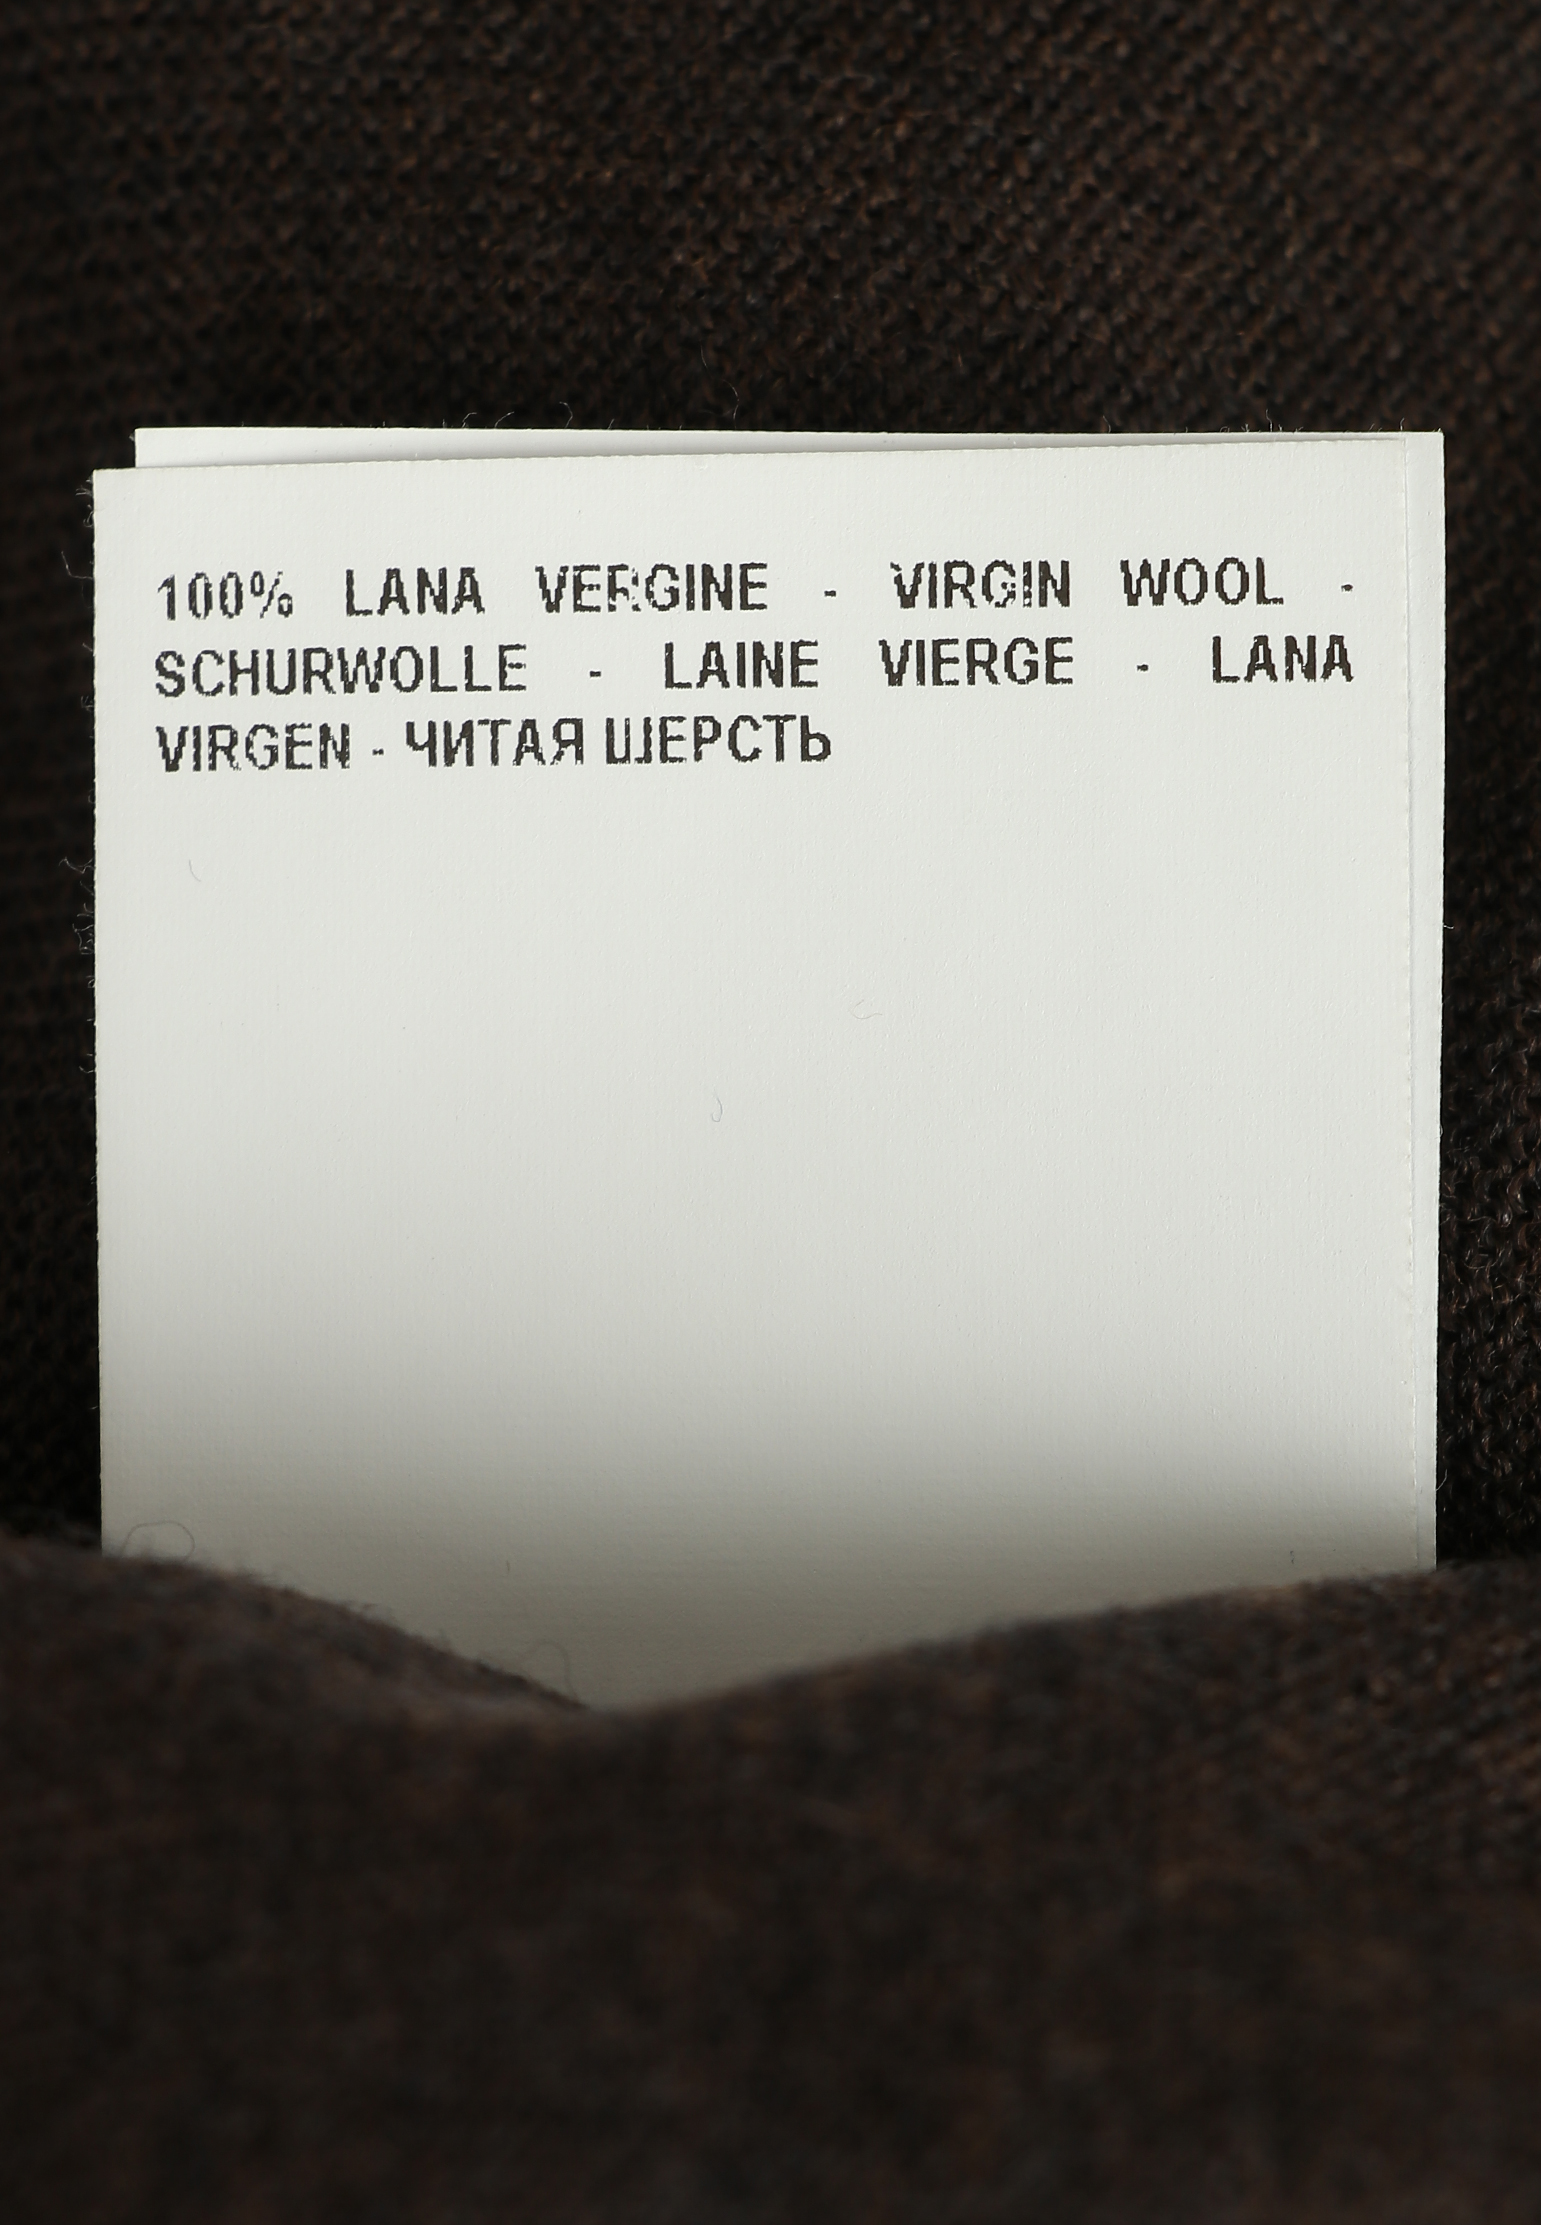 100% LANA VERGINE - VIRGIN WOOL -
SCHURWOLLE - LAINE VIERGE - LANA
VIRGEN - ЧИТАЯ ШЕРСТЬ